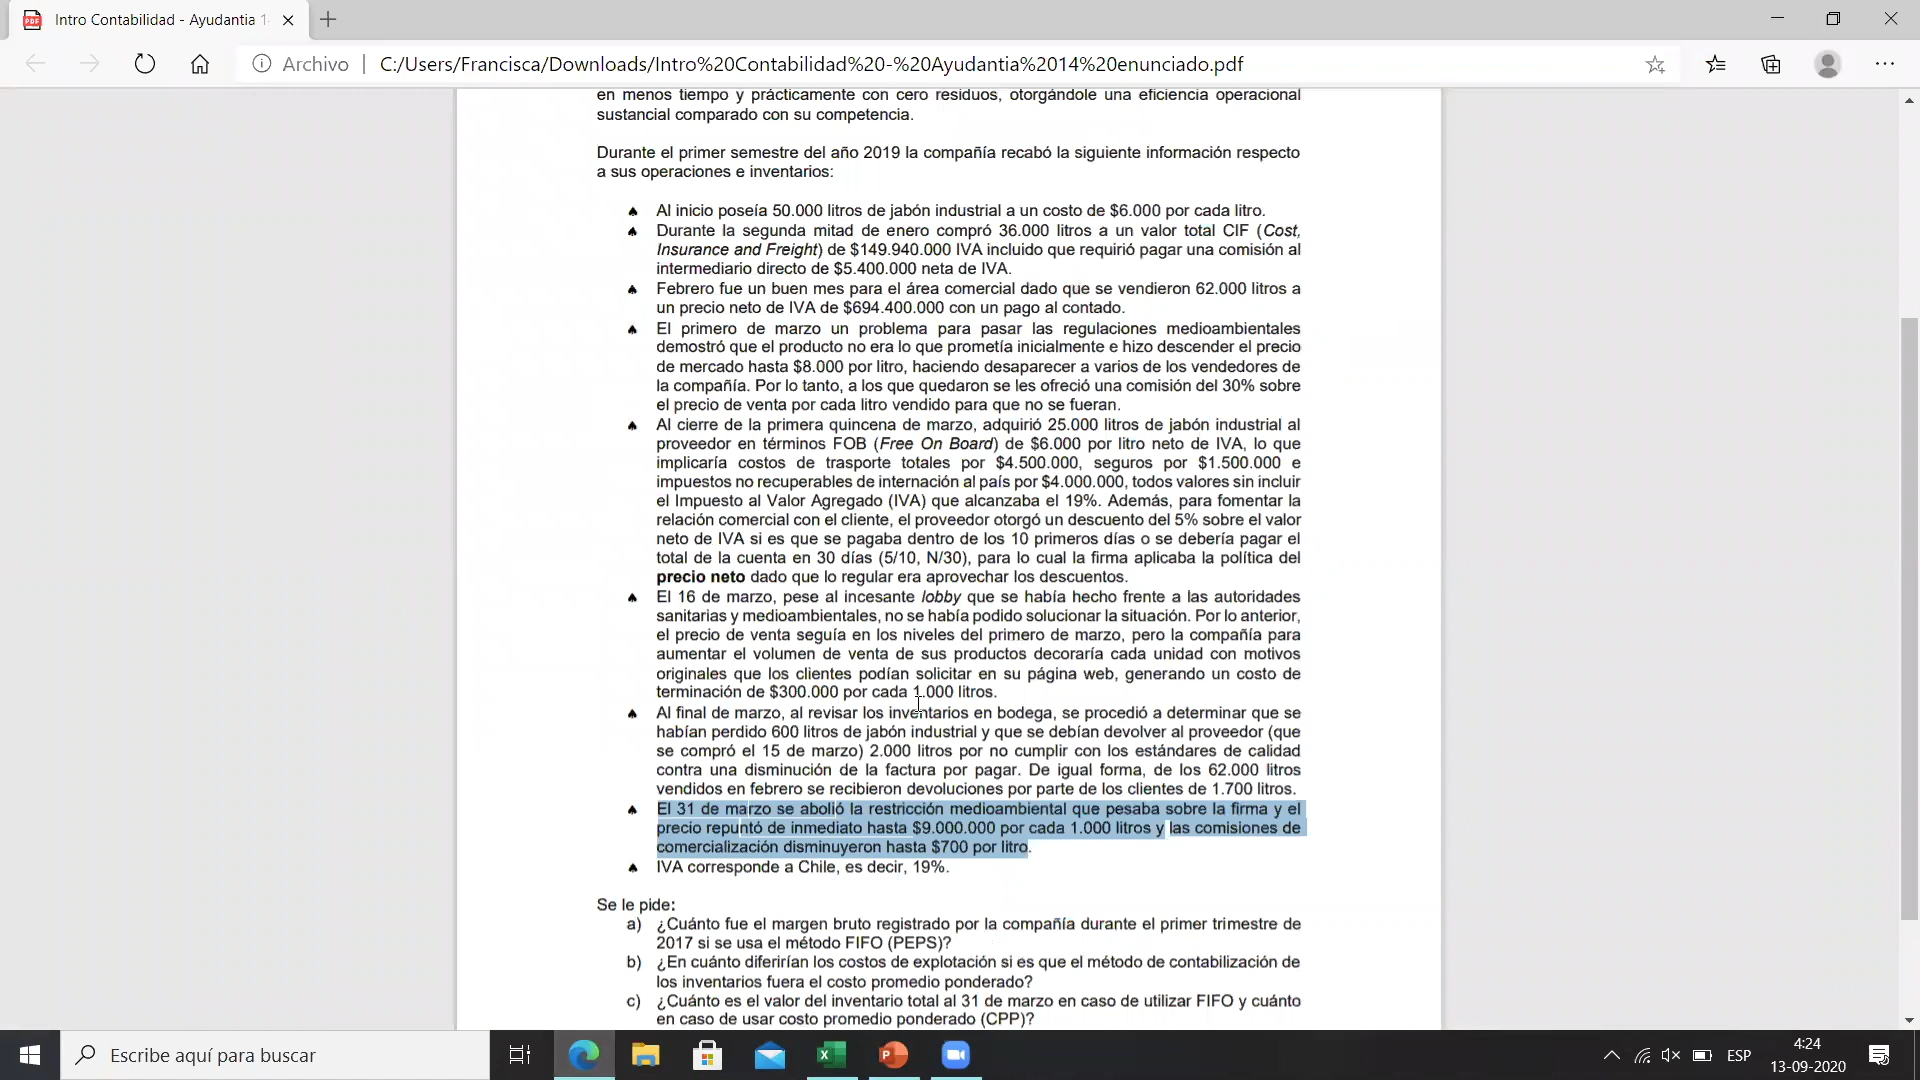 Intro Contabilidad - Ayudantia 1
Archivo | C:/Users/Francisca/Downloads/Intro%20Contabilidad%20-%20Ayudantia%2014%20enunciado.pdf
en menos tiempo y prácticamente con cero residuos, otorgándole una eficiencia operacional
sustancial comparado con su competencia.
Durante el primer semestre del año 2019 la compañía recabó la siguiente información respecto
a sus operaciones e inventarios:
Al inicio poseía 50.000 litros de jabón industrial a un costo de $6.000 por cada litro.
Durante la segunda mitad de enero compró 36.000 litros a un valor total CIF (Cost,
Insurance and Freight) de $149.940.000 IVA incluido que requirió pagar una comisión al
intermediario directo de $5.400.000 neta de IVA.
Febrero fue un buen mes para el área comercial dado que se vendieron 62.000 litros a
un precio neto de IVA de $694.400.000 con un pago al contado.
El primero de marzo un problema para pasar las regulaciones medioambientales
demostró que el producto no era lo que prometía inicialmente e hizo descender el precio
de mercado hasta $8.000 por litro, haciendo desaparecer a varios de los vendedores de
la compañía. Por lo tanto, a los que quedaron se les ofreció una comisión del 30% sobre
el precio de venta por cada litro vendido para que no se fueran.
Al cierre de la primera quincena de marzo, adquirió 25.000 litros de jabón industrial al
proveedor en términos FOB (Free On Board) de $6.000 por litro neto de IVA, lo que
implicaría costos de trasporte totales por $4.500.000, seguros por $1.500.000 e
impuestos no recuperables de internación al país por $4.000.000, todos valores sin incluir
el Impuesto al Valor Agregado (IVA) que alcanzaba el 19%. Además, para fomentar la
relación comercial con el cliente, el proveedor otorgó un descuento del 5% sobre el valor
neto de IVA si es que se pagaba dentro de los 10 primeros días o se debería pagar el
total de la cuenta en 30 días (5/10, N/30), para lo cual la firma aplicaba la política del
precio neto dado que lo regular era aprovechar los descuentos.
El 16 de marzo, pese al incesante lobby que se había hecho frente a las autoridades
sanitarias y medioambientales, no se había podido solucionar la situación. Por lo anterior,
el precio de venta seguía en los niveles del primero de marzo, pero la compañía para
aumentar el volumen de venta de sus productos decoraría cada unidad con motivos
originales que los clientes podían solicitar en su página web, generando un costo de
terminación de $300.000 por cada 1.000 litros.
Al final de marzo, al revisar los inventarios en bodega, se procedió a determinar que se
habían perdido 600 litros de jabón industrial y que se debían devolver al proveedor (que
se compró el 15 de marzo) 2.000 litros por no cumplir con los estándares de calidad
contra una disminución de la factura por pagar. De igual forma, de los 62.000 litros
vendidos en febrero se recibieron devoluciones por parte de los clientes de 1.700 litros.
El 31 de marzo se abolió la restricción medioambiental que pesaba sobre la firma y el
precio repuntó de inmediato hasta $9.000.000 por cada 1.000 litros y las comisiones de
comercialización disminuyeron hasta $700 por litro.
IVA corresponde a Chile, es decir, 19%.
Se le pide:
a) ¿Cuánto fue el margen bruto registrado por la compañía durante el primer trimestre de
2017 si se usa el método FIFO (PEPS)?
b) ¿En cuánto diferirían los costos de explotación si es que el método de contabilización de
los inventarios fuera el costo promedio ponderado?
c) ¿Cuánto es el valor del inventario total al 31 de marzo en caso de utilizar FIFO y cuánto
en caso de usar costo promedio ponderado (CPP)?
Escribe aquí para buscar
ESP
4:24
13-09-2020